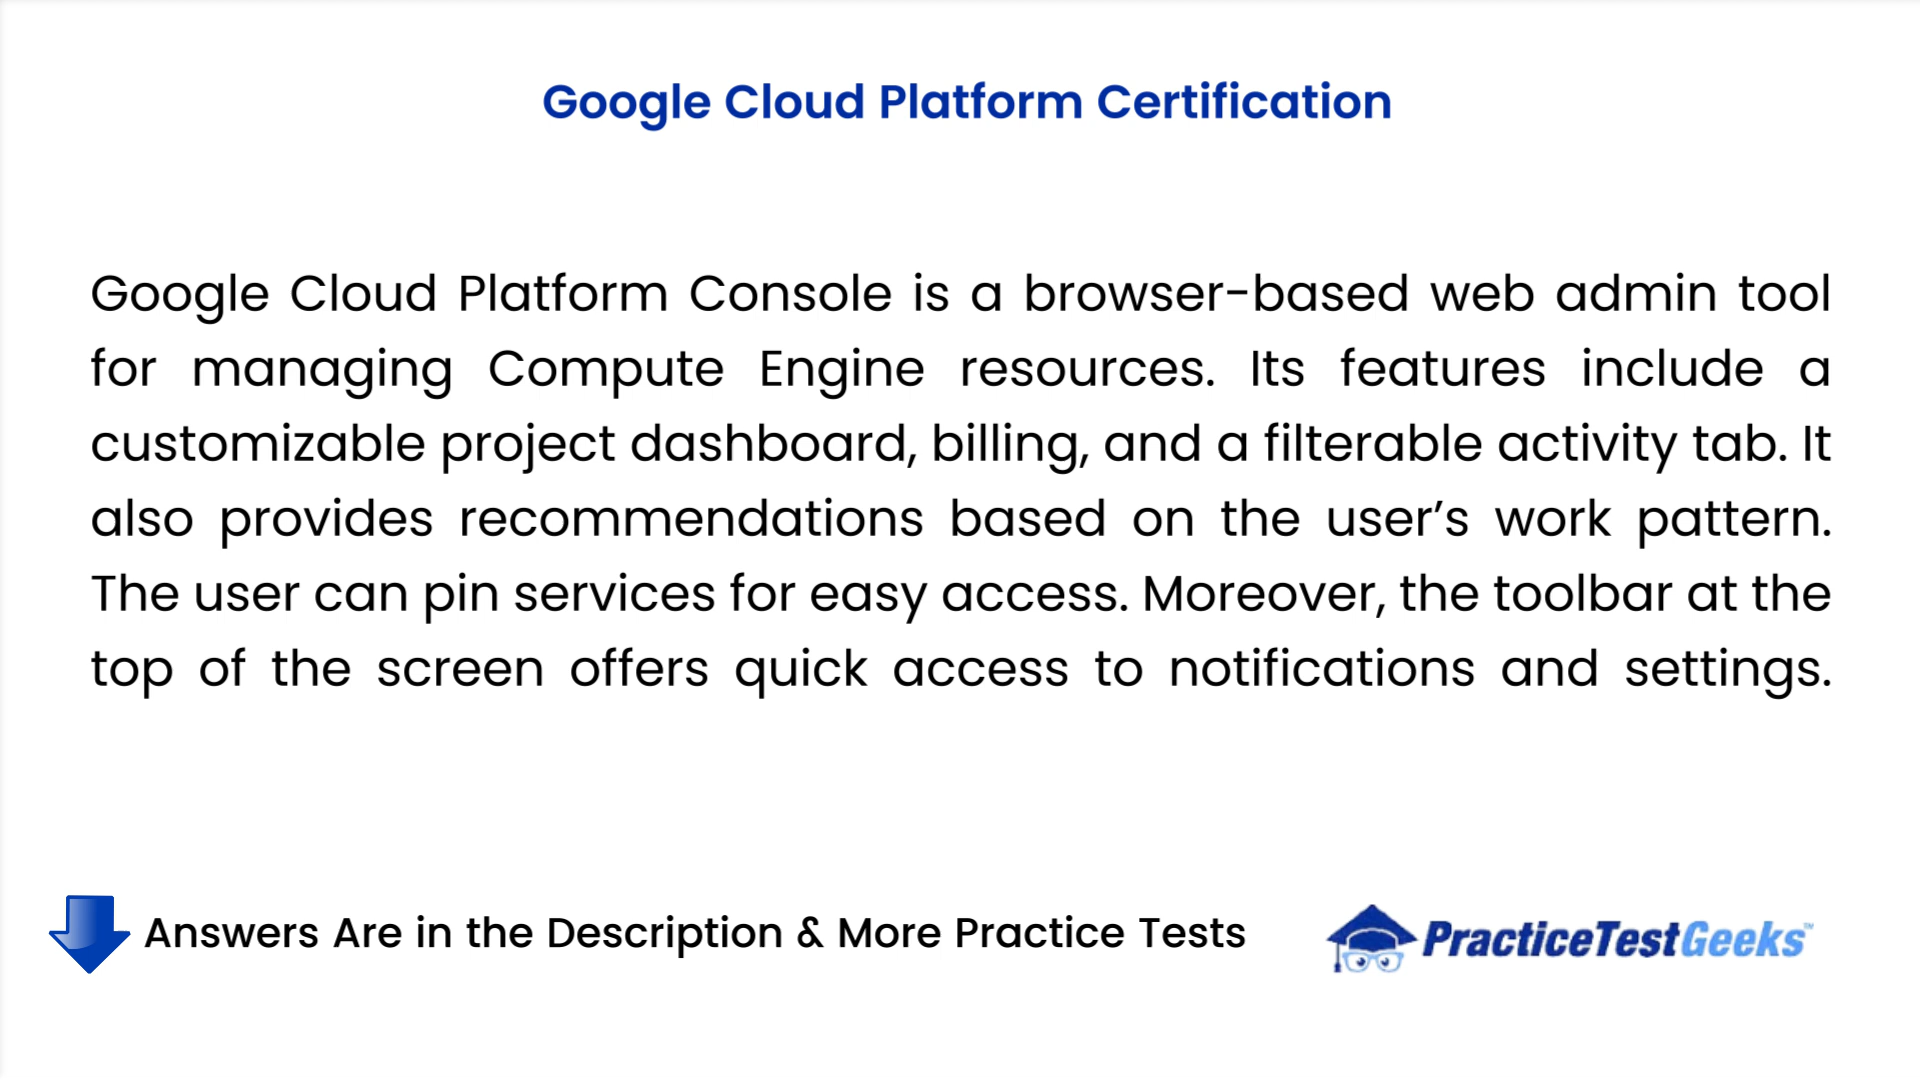 Google Cloud Platform Certification
Google Cloud Platform Console is a browser-based web admin tool
for managing Compute Engine resources. Its features include a
customizable project dashboard, billing, and a filterable activity tab. It
also provides recommendations based on the user’s work pattern.
The user can pin services for easy access. Moreover, the toolbar at the
top of the screen offers quick access to notifications and settings.
Answers Are in the Description & More Practice Tests
PracticeTestGeeks™